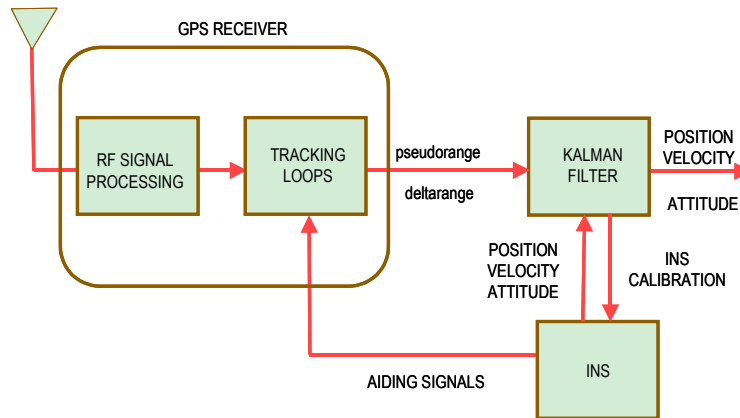 GPS RECEIVER
RF SIGNAL
PROCESSING
TRACKING
LOOPS
pseudorange
deltarange
KALMAN
FILTER
POSITION
VELOCITY
ATTITUDE
POSITION
VELOCITY
ATTITUDE
INS
CALIBRATION
AIDING SIGNALS
INS